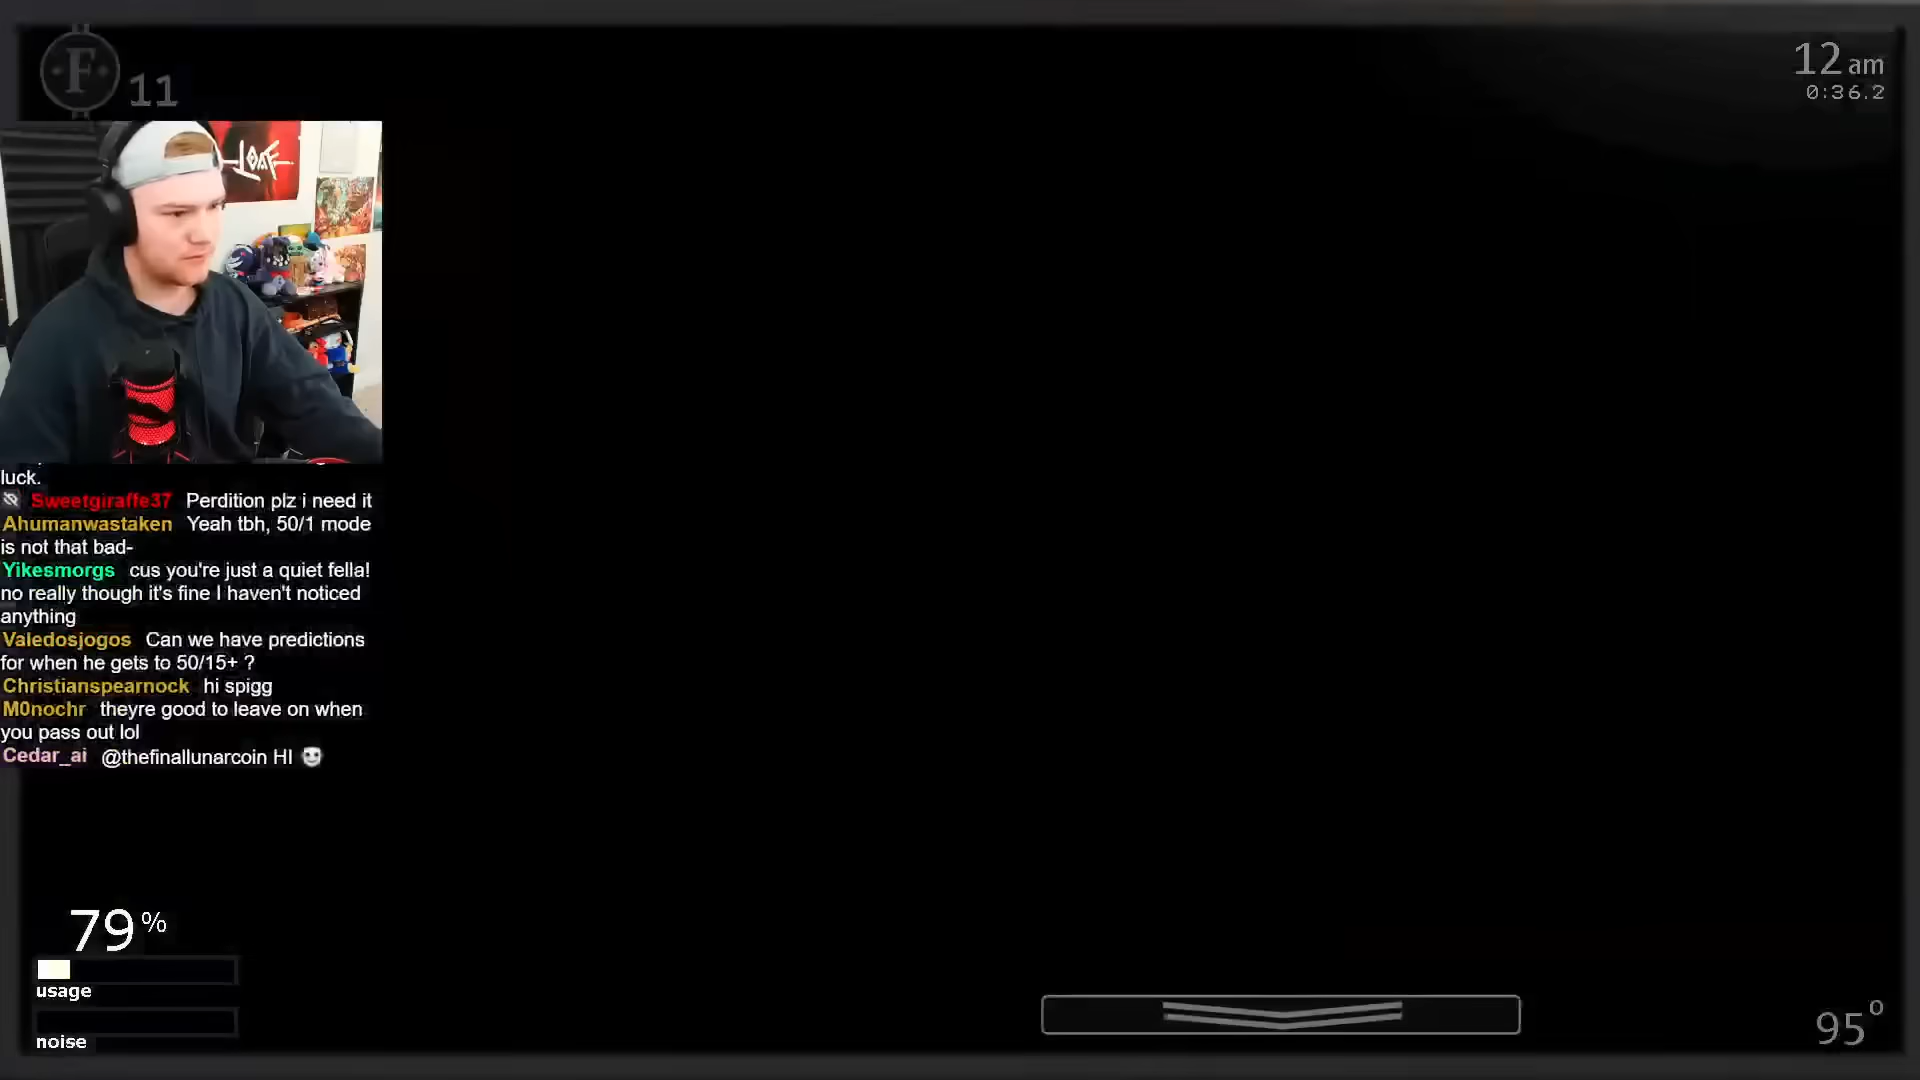 F 11
12 am
0:36.2
LOAF
luck.
Sweetgiraffe37 Perdition plz i need it
Ahumanwastaken Yeah tbh, 50/1 mode
is not that bad-
Yikesmorgs cus you're just a quiet fella!
no really though it's fine I haven't noticed
anything
Valedosjogos Can we have predictions
for when he gets to 50/15+ ?
Christianspearnock hi spigg
M0nochr theyre good to leave on when
you pass out lol
Cedar_ai @thefinallunarcoin HI
79%
usage
noise
95°